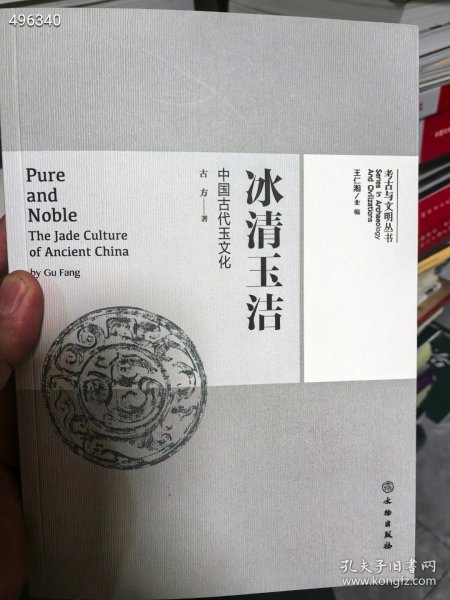 496340
Pure
and
Noble
The Jade Culture
of Ancient China
by Gu Fang
冰清玉洁
中国古代玉文化
古 方——著
考古与文明丛书
Series in Archaeology
And Civilizations
王仁湘/主 编
文物出版社
孔夫子旧书网
www.kongfz.com